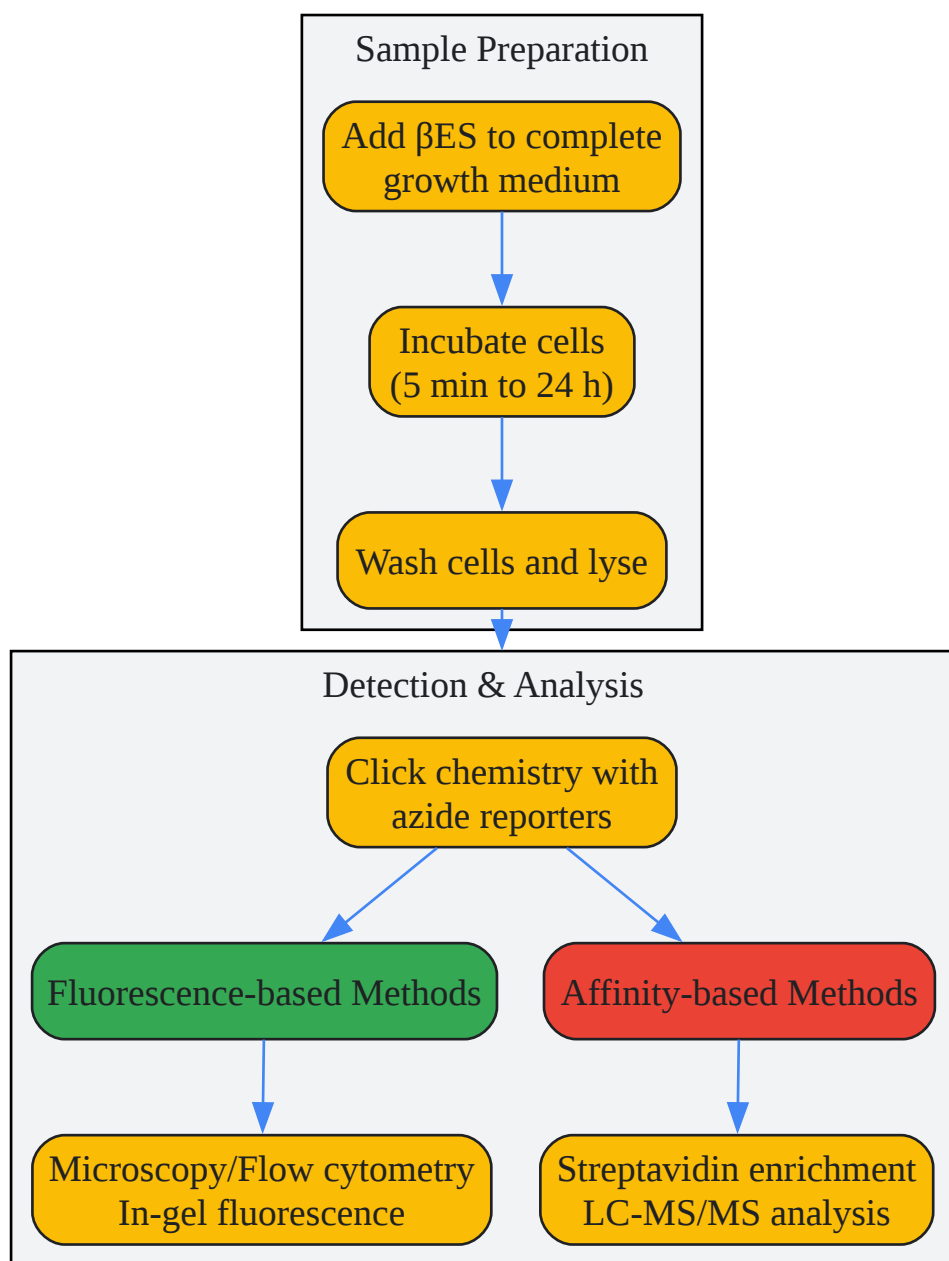 Sample Preparation
Add βES to complete
growth medium
Incubate cells
(5 min to 24 h)
Wash cells and lyse
Detection & Analysis
Click chemistry with
azide reporters
Fluorescence-based Methods
Affinity-based Methods
Microscopy/Flow cytometry
In-gel fluorescence
Streptavidin enrichment
LC-MS/MS analysis